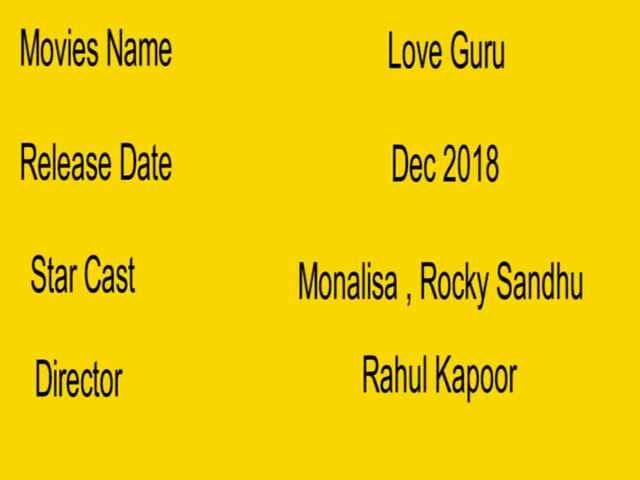 Movies Name Love Guru
Release Date Dec 2018
Star Cast Monalisa , Rocky Sandhu
Director Rahul Kapoor